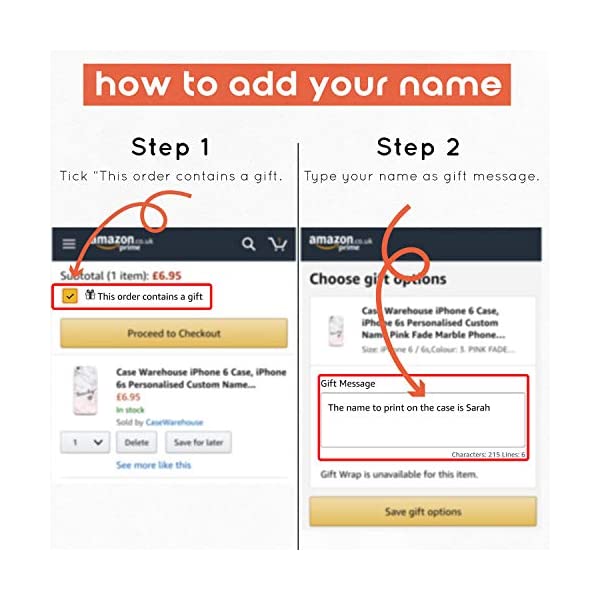 how to add your name
Step 1
Tick "This order contains a gift.
amazon.co.uk
prime
Subtotal (1 item): £6.95
This order contains a gift
Proceed to Checkout
Case Warehouse iPhone 6 Case, iPhone
6s Personalised Custom Name...
£6.95
In stock
Sold by CaseWarehouse
1
Delete
Save for later
See more like this
Step 2
Type your name as gift message.
amazon.co.uk
prime
Choose gift options
Case Warehouse iPhone 6 Case,
iPhone 6s Personalised Custom
Name Pink Fade Marble Phone...
Size: iPhone 6 / 6s,Colour: 3. PINK FADE...
Gift Message
The name to print on the case is Sarah
Characters: 215 Lines: 6
Gift Wrap is unavailable for this item.
Save gift options